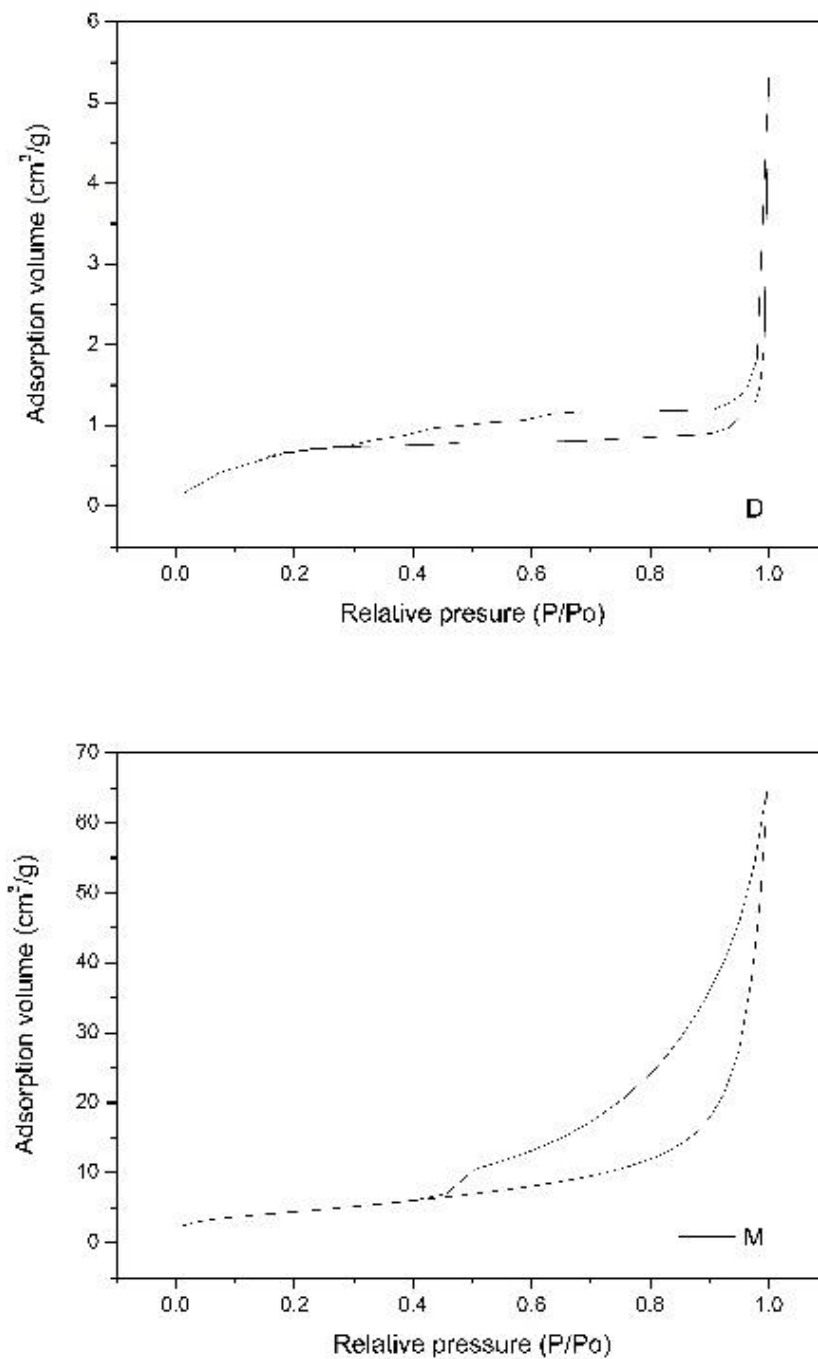 6
5
4
3
2
1
0
Adsorption volume (cm³/g)
D
0.0 0.2 0.4 0.6 0.8 1.0
Relative presure (P/Po)
70
60
50
40
30
20
10
0
Adsorption volume (cm³/g)
M
0.0 0.2 0.4 0.6 0.8 1.0
Relative pressure (P/Po)